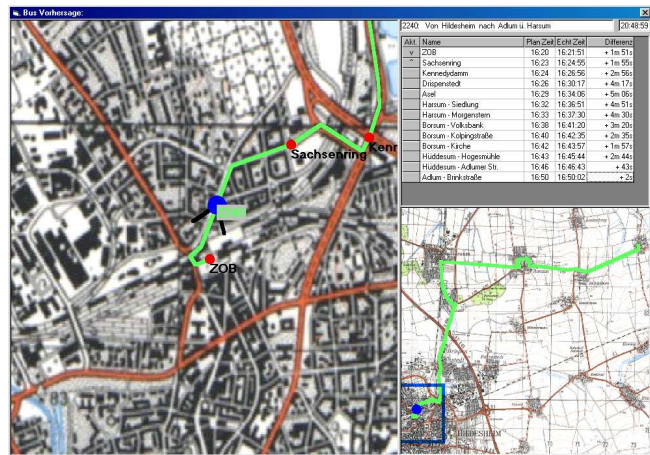 Bus Vorhersage:
2240: Von Hildesheim nach Adlum ü. Harsum 20:48:59
Akt. Name Plan Zeit Echt Zeit Differenz
v ZOB 16:20 16:21:51 + 1m 51s
^ Sachsenring 16:23 16:24:55 + 1m 55s
Kennedydamm 16:24 16:26:56 + 2m 56s
Drispenstedt 16:26 16:30:17 + 4m 17s
Asel 16:29 16:34:06 + 5m 06s
Harsum - Siedlung 16:32 16:36:51 + 4m 51s
Harsum - Morgenstern 16:33 16:37:30 + 4m 30s
Borsum - Volksbank 16:38 16:41:20 + 3m 20s
Borsum - Kolpingstraße 16:40 16:42:35 + 2m 35s
Borsum - Kirche 16:42 16:43:57 + 1m 57s
Hüddesum - Hogesmühle 16:43 16:45:44 + 2m 44s
Hüddesum - Adlumer Str. 16:46 16:46:43 + 43s
Adlum - Brinkstraße 16:50 16:50:02 + 2s
Sachsenring
Kenn
2240
ZOB
HILDESHEIM